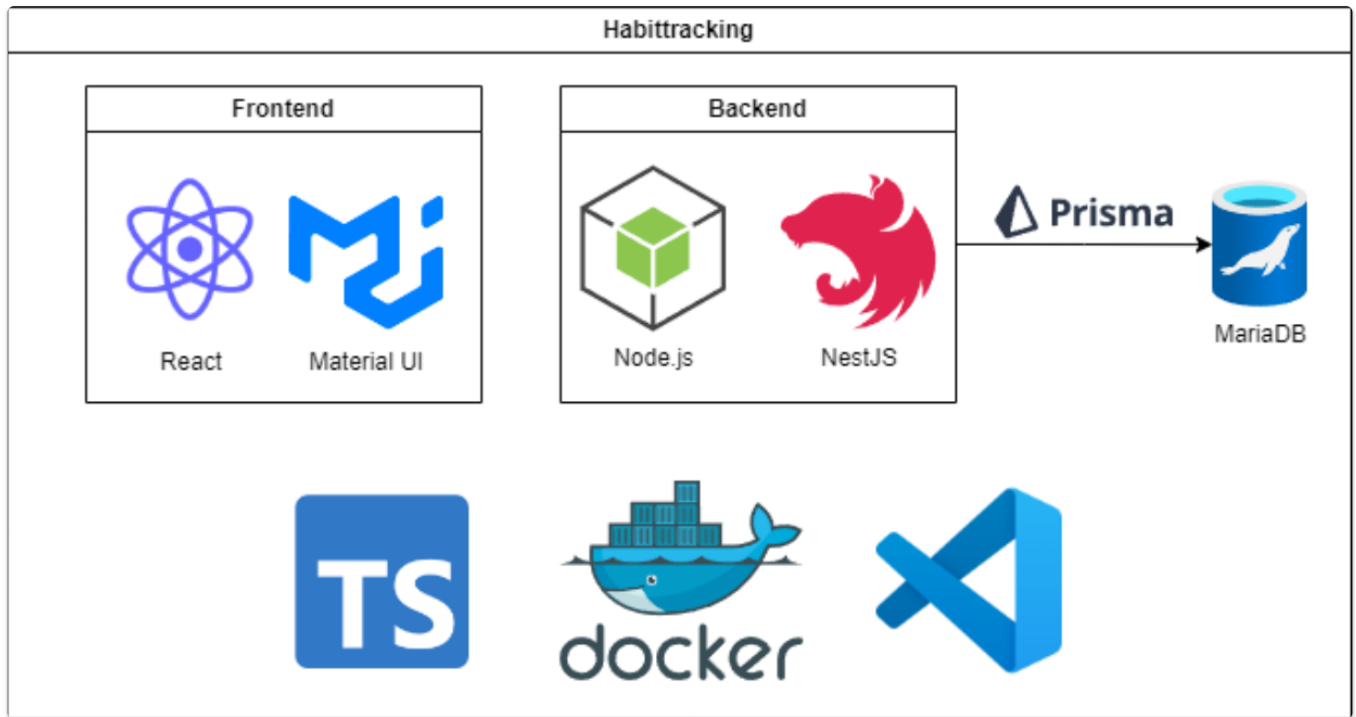 Habittracking
Frontend
Backend
Prisma
React
Material UI
Node.js
NestJS
MariaDB
TS
docker